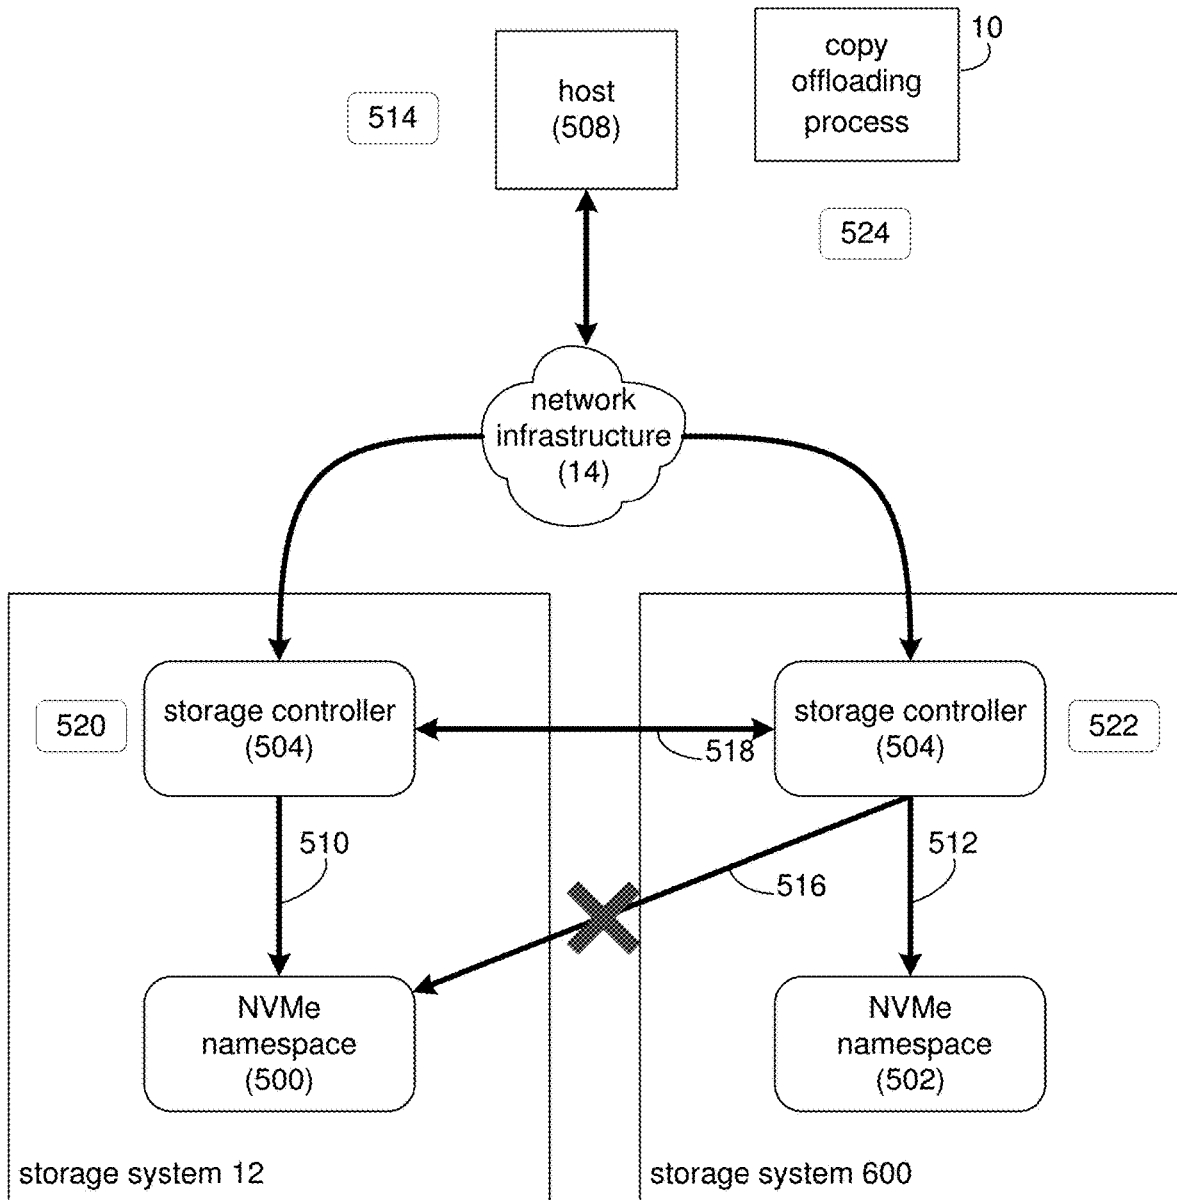 10
copy
offloading
process
host
(508)
514
524
network
infrastructure
(14)
storage controller
(504)
520
storage controller
(504)
522
518
510
512
516
NVMe
namespace
(500)
NVMe
namespace
(502)
storage system 12
storage system 600